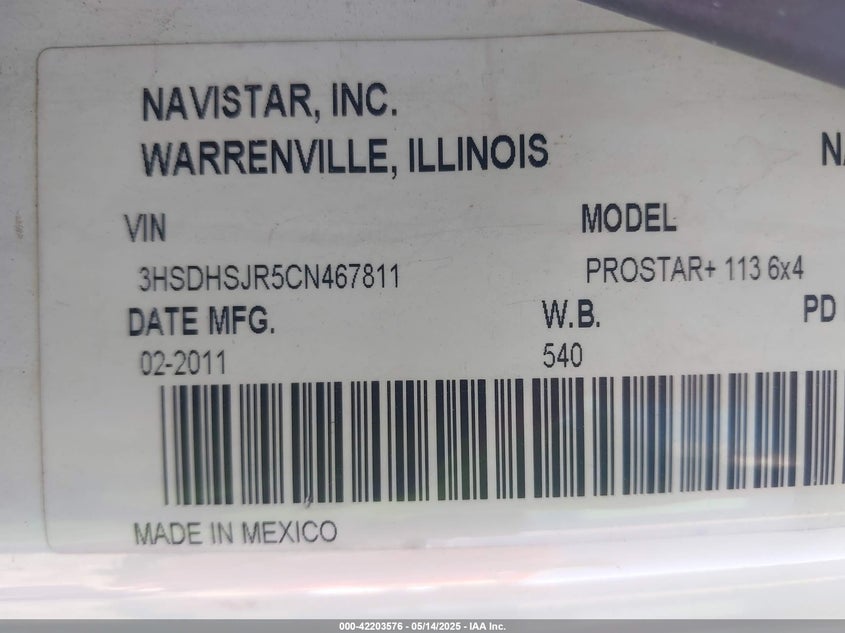 NAVISTAR, INC.
WARRENVILLE, ILLINOIS
VIN
MODEL
3HSDHSJR5CN467811
PROSTAR+ 113 6x4
DATE MFG.
W.B.
PD
02-2011
540
MADE IN MEXICO
000-42203576 - 05/14/2025 - IAA Inc.